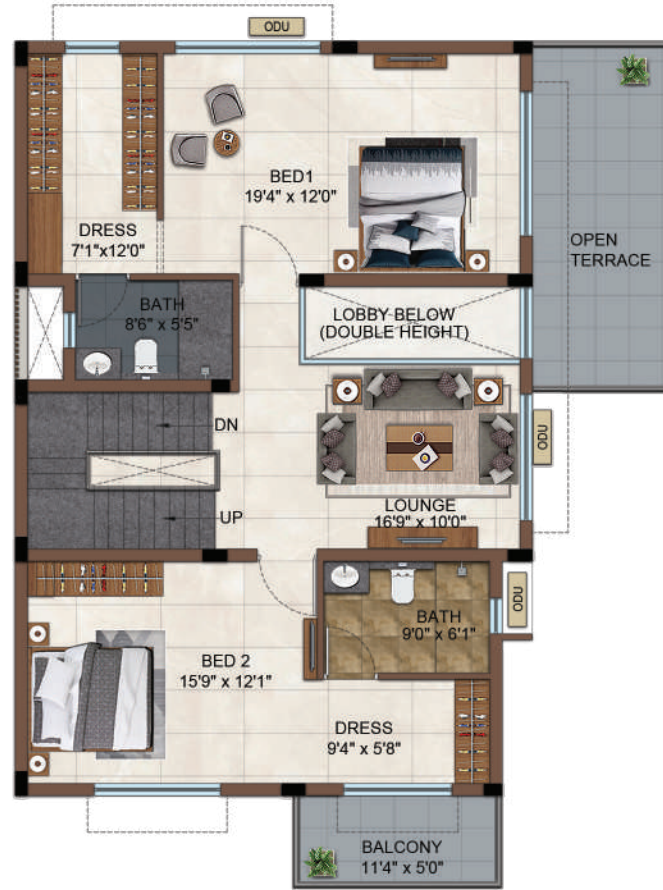 ODU
BED1
19'4" x 12'0"
DRESS
7'1"x12'0"
OPEN
TERRACE
BATH
8'6" x 5'5"
LOBBY BELOW
(DOUBLE HEIGHT)
DN
ODU
UP
LOUNGE
16'9" x 10'0"
ODU
BATH
9'0" x 6'1"
BED 2
15'9" x 12'1"
DRESS
9'4" x 5'8"
BALCONY
11'4" x 5'0"